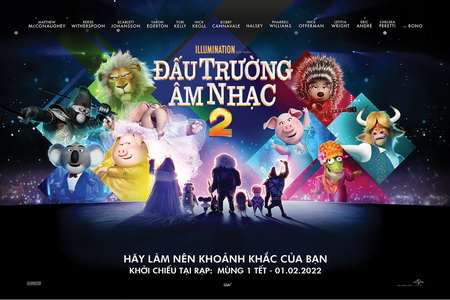 MATTHEW McCONAUGHEY REESE WITHERSPOON SCARLETT JOHANSSON TARON EGERTON TORI KELLY NICK KROLL BOBBY CANNAVALE HALSEY PHARRELL WILLIAMS NICK OFFERMAN LETITIA WRIGHT ERIC ANDRÉ CHELSEA PERETTI AND BONO
ILLUMINATION
ĐẤU TRƯỜNG
ÂM NHẠC
2
HÃY LÀM NÊN KHOẢNH KHẮC CỦA BẠN
KHỞI CHIẾU TẠI RẠP: MÙNG 1 TẾT - 01.02.2022